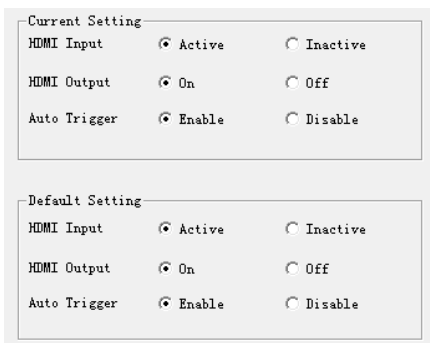 Current Setting
HDMI Input Active Inactive
HDMI Output On Off
Auto Trigger Enable Disable
Default Setting
HDMI Input Active Inactive
HDMI Output On Off
Auto Trigger Enable Disable